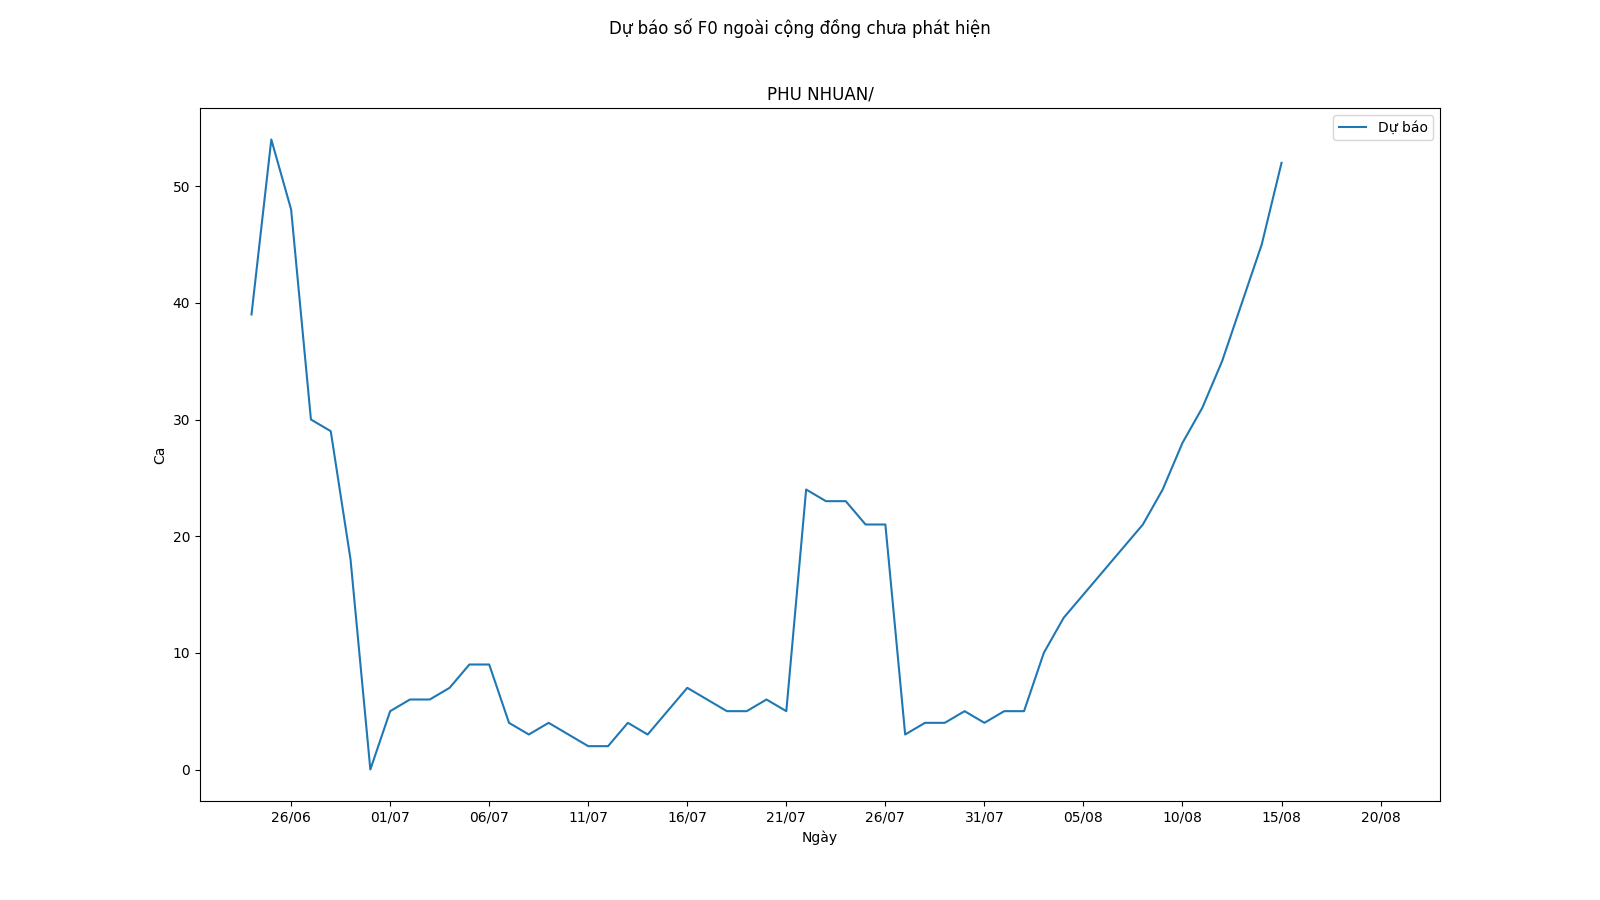 Dự báo số F0 ngoài cộng đồng chưa phát hiện
PHU NHUAN/
Dự báo
50
40
30
20
10
0
Ca
26/06 01/07 06/07 11/07 16/07 21/07 26/07 31/07 05/08 10/08 15/08 20/08
Ngày